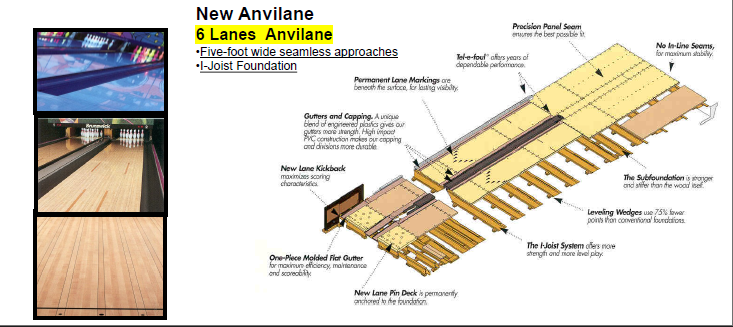 New Anvilane
6 Lanes  Anvilane
•Five-foot wide seamless approaches
•I-Joist Foundation
Precision Panel Seam
ensures the best possible fit.
No In-Line Seams,
for maximum stability.
Tel-e-foul™ offers years of
dependable performance.
Permanent Lane Markings are
beneath the surface, for lasting visibility.
Gutters and Capping. A unique
blend of engineered plastics gives our
gutters more strength. High impact
PVC construction makes our capping
and divisions more durable.
New Lane Kickback
maximizes scoring
characteristics.
The Subfoundation is stronger
and stiffer than the wood itself.
Leveling Wedges use 75% fewer
points than conventional foundations.
The I-Joist System offers more
strength and more level play.
One-Piece Molded Flat Gutter
for maximum efficiency, maintenance
and scoreability.
New Lane Pin Deck is permanently
anchored to the foundation.
Brunswick